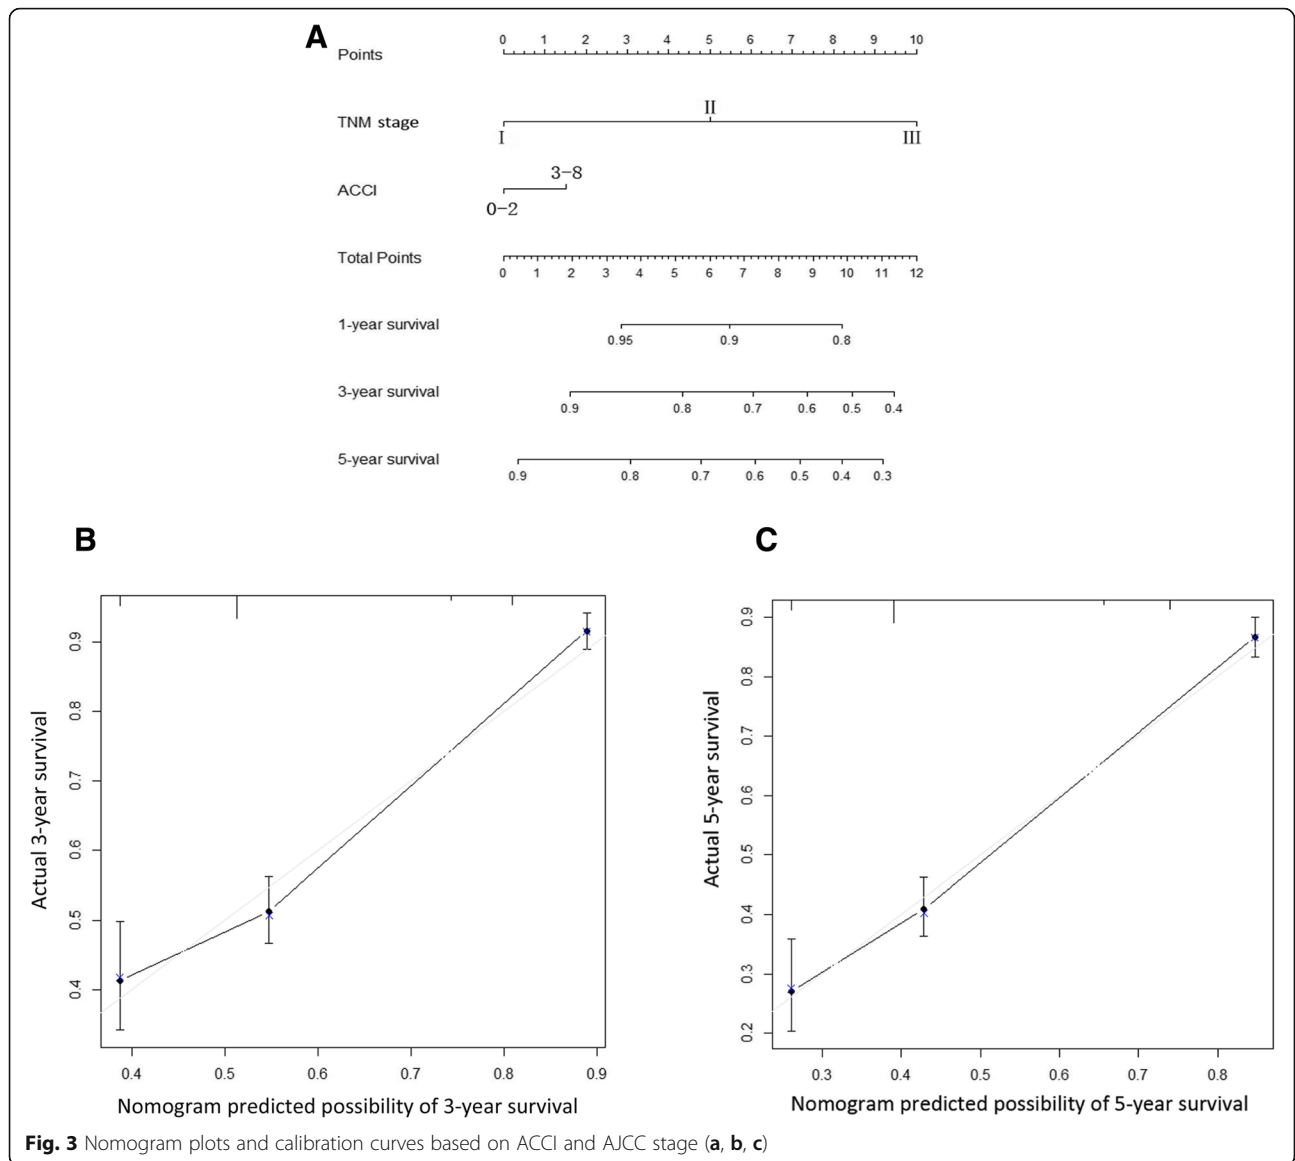 A
Points
0 1 2 3 4 5 6 7 8 9 10
TNM stage
I II III
ACCI
0-2 3-8
Total Points
0 1 2 3 4 5 6 7 8 9 10 11 12
1-year survival
0.95 0.9 0.8
3-year survival
0.9 0.8 0.7 0.6 0.5 0.4
5-year survival
0.9 0.8 0.7 0.6 0.5 0.4 0.3
B
Actual 3-year survival
0.4 0.5 0.6 0.7 0.8 0.9
0.4 0.5 0.6 0.7 0.8 0.9
Nomogram predicted possibility of 3-year survival
C
Actual 5-year survival
0.2 0.3 0.4 0.5 0.6 0.7 0.8 0.9
0.3 0.4 0.5 0.6 0.7 0.8
Nomogram predicted possibility of 5-year survival
Fig. 3 Nomogram plots and calibration curves based on ACCI and AJCC stage (a, b, c)